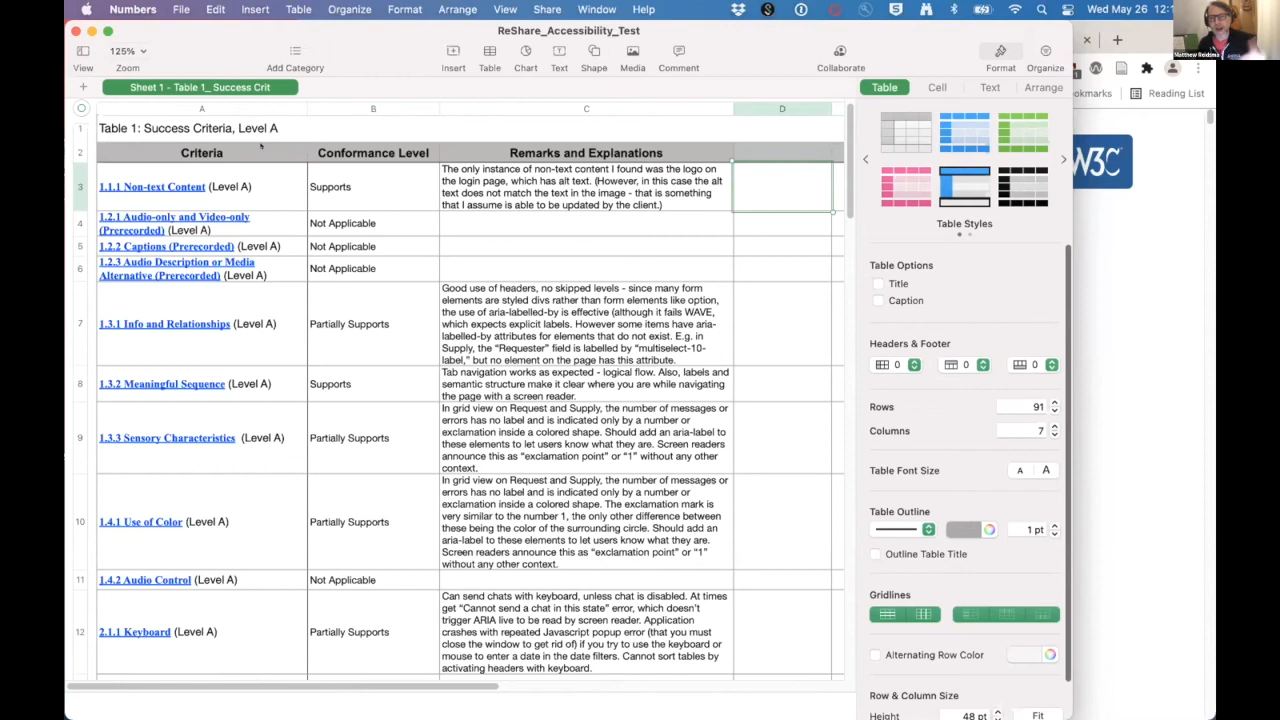 Numbers File Edit Insert Table Organize Format Arrange View Share Window Help
Wed May 26 12:1
Matthew Reidsma
ReShare_Accessibility_Test
125%
View Zoom Add Category Insert Table Chart Text Shape Media Comment Collaborate Format Organize
okmarks Reading List
Sheet 1 - Table 1_ Success Crit
Table Cell Text Arrange
A B C D
1 Table 1: Success Criteria, Level A
2 Criteria Conformance Level Remarks and Explanations
3 1.1.1 Non-text Content (Level A) Supports
The only instance of non-text content I found was the logo on
the login page, which has alt text. (However, in this case the alt
text does not match the text in the image - that is something
that I assume is able to be updated by the client.)
4 1.2.1 Audio-only and Video-only
(Prerecorded) (Level A) Not Applicable
5 1.2.2 Captions (Prerecorded) (Level A) Not Applicable
6 1.2.3 Audio Description or Media
Alternative (Prerecorded) (Level A) Not Applicable
7 1.3.1 Info and Relationships (Level A) Partially Supports
Good use of headers, no skipped levels - since many form
elements are styled divs rather than form elements like option,
the use of aria-labelled-by is effective (although it fails WAVE,
which expects explicit labels. However some items have aria-
labelled-by attributes for elements that do not exist. E.g. in
Supply, the “Requester” field is labelled by “multiselect-10-
label,” but no element on the page has this attribute.
8 1.3.2 Meaningful Sequence (Level A) Supports
Tab navigation works as expected - logical flow. Also, labels and
semantic structure make it clear where you are while navigating
the page with a screen reader.
9 1.3.3 Sensory Characteristics (Level A) Partially Supports
In grid view on Request and Supply, the number of messages or
errors has no label and is indicated only by a number or
exclamation inside a colored shape. Should add an aria-label to
these elements to let users know what they are. Screen readers
announce this as “exclamation point” or “1” without any other
context.
10 1.4.1 Use of Color (Level A) Partially Supports
In grid view on Request and Supply, the number of messages or
errors has no label and is indicated only by a number or
exclamation inside a colored shape. The exclamation mark is
very similar to the number 1, the only other difference between
these being the color of the surrounding circle. Should add an
aria-label to these elements to let users know what they are.
Screen readers announce this as “exclamation point” or “1”
without any other context.
11 1.4.2 Audio Control (Level A) Not Applicable
12 2.1.1 Keyboard (Level A) Partially Supports
Can send chats with keyboard, unless chat is disabled. At times
get “Cannot send a chat in this state” error, which doesn’t
trigger ARIA live to be read by screen reader. Application
crashes with repeated Javascript popup error (that you must
close the window to get rid of) if you try to use the keyboard or
mouse to enter a date in the date filters. Cannot sort tables by
activating headers with keyboard.
W3C
Table Styles
Table Options
Title
Caption
Headers & Footer
0 0 0
Rows 91
Columns 7
Table Font Size A A
Table Outline
1 pt
Outline Table Title
Gridlines
Alternating Row Color
Row & Column Size
Height 48 pt Fit